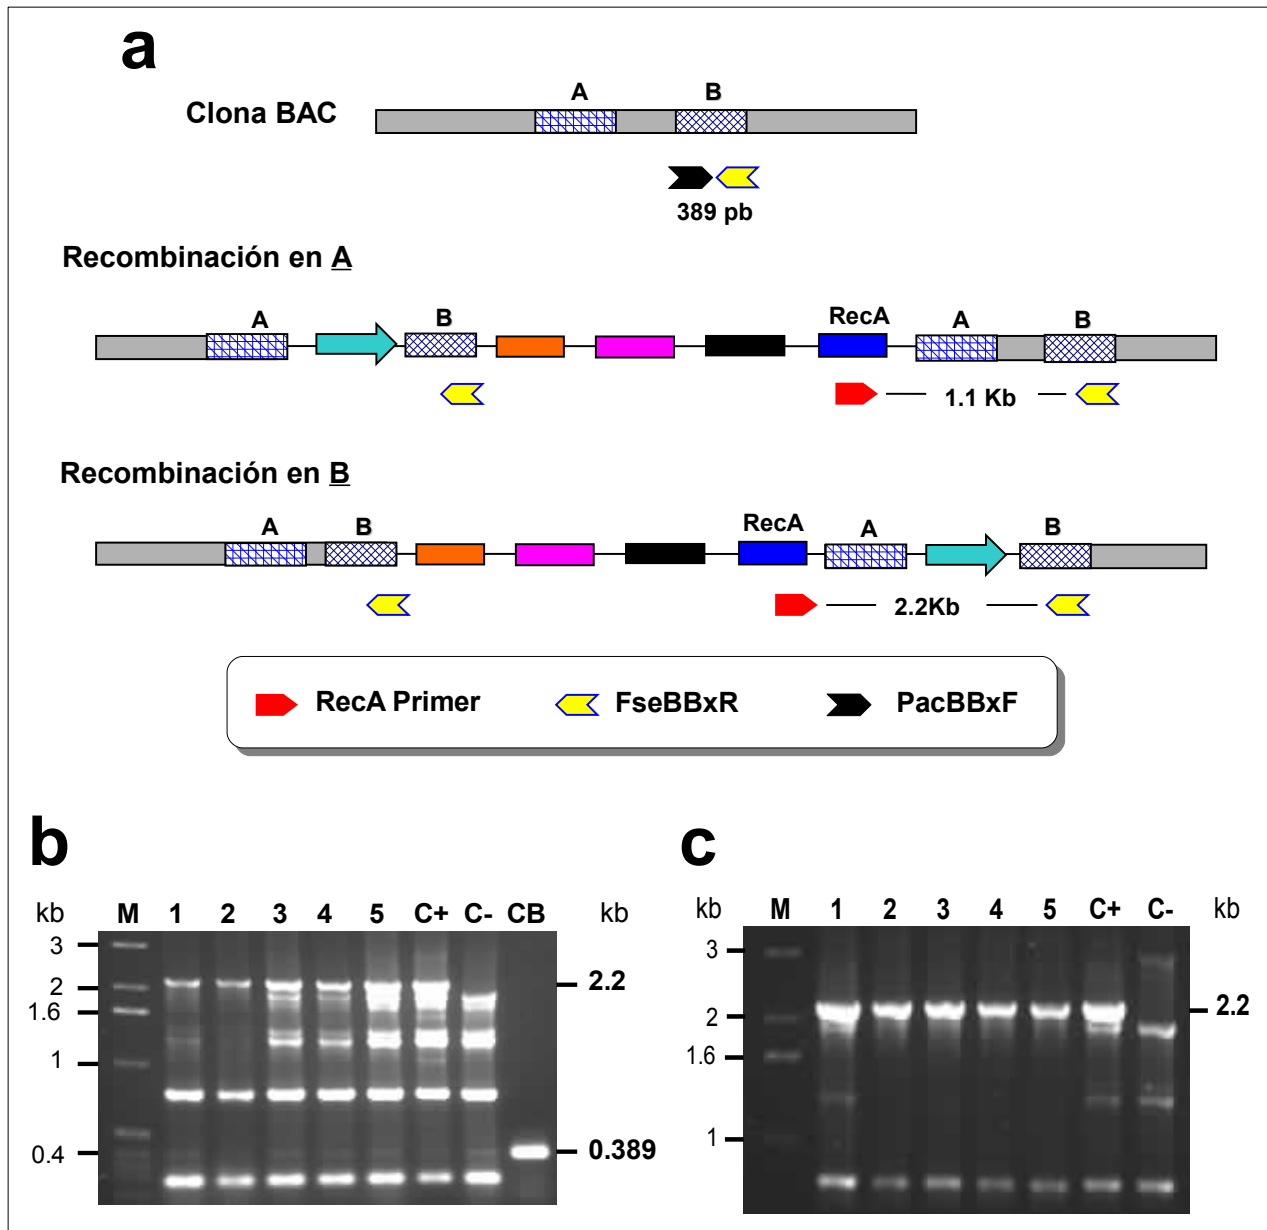 a
Clona BAC
A B
389 pb
Recombinación en A
A B RecA A B
1.1 Kb
Recombinación en B
A B RecA A B
2.2Kb
RecA Primer FseBBxR PacBBxF
b
kb M 1 2 3 4 5 C+ C- CB kb
3
2
1.6
1
0.4
2.2
0.389
c
kb M 1 2 3 4 5 C+ C- kb
3
2
1.6
1
2.2